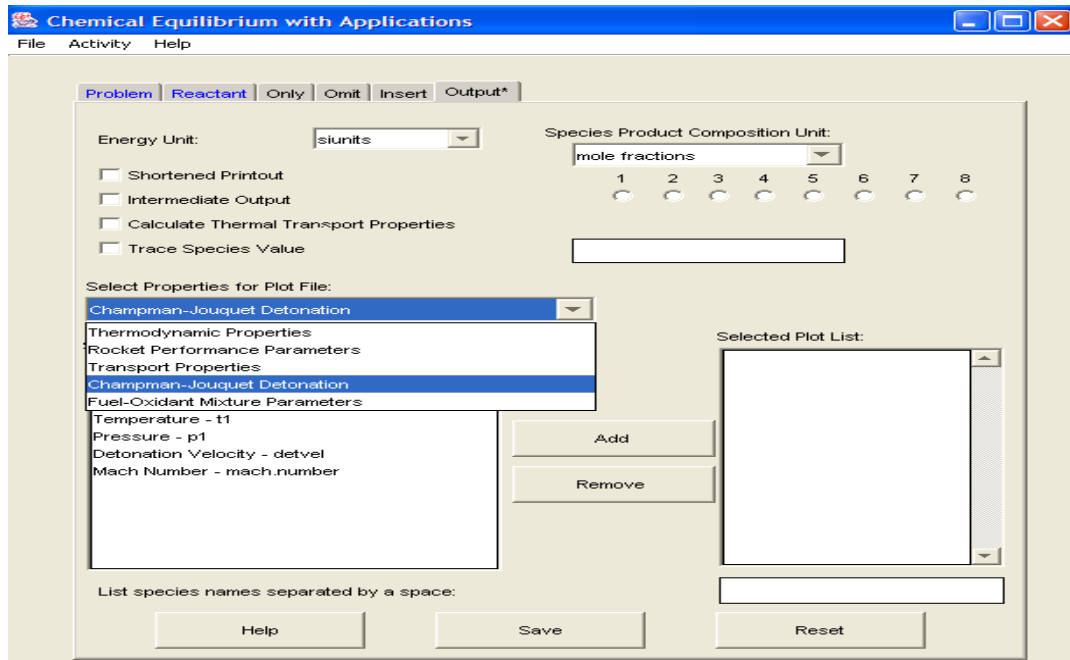 Chemical Equilibrium with Applications
File Activity Help
Problem Reactant Only Omit Insert Output*
Energy Unit: siunits
Species Product Composition Unit:
mole fractions
Shortened Printout
1 2 3 4 5 6 7 8
Intermediate Output
Calculate Thermal Transport Properties
Trace Species Value
Select Properties for Plot File:
Champman-Jouquet Detonation
Thermodynamic Properties
Rocket Performance Parameters
Transport Properties
Champman-Jouquet Detonation
Fuel-Oxidant Mixture Parameters
Temperature - t1
Pressure - p1
Detonation Velocity - detvel
Mach Number - mach.number
Add
Remove
Selected Plot List:
List species names separated by a space:
Help Save Reset